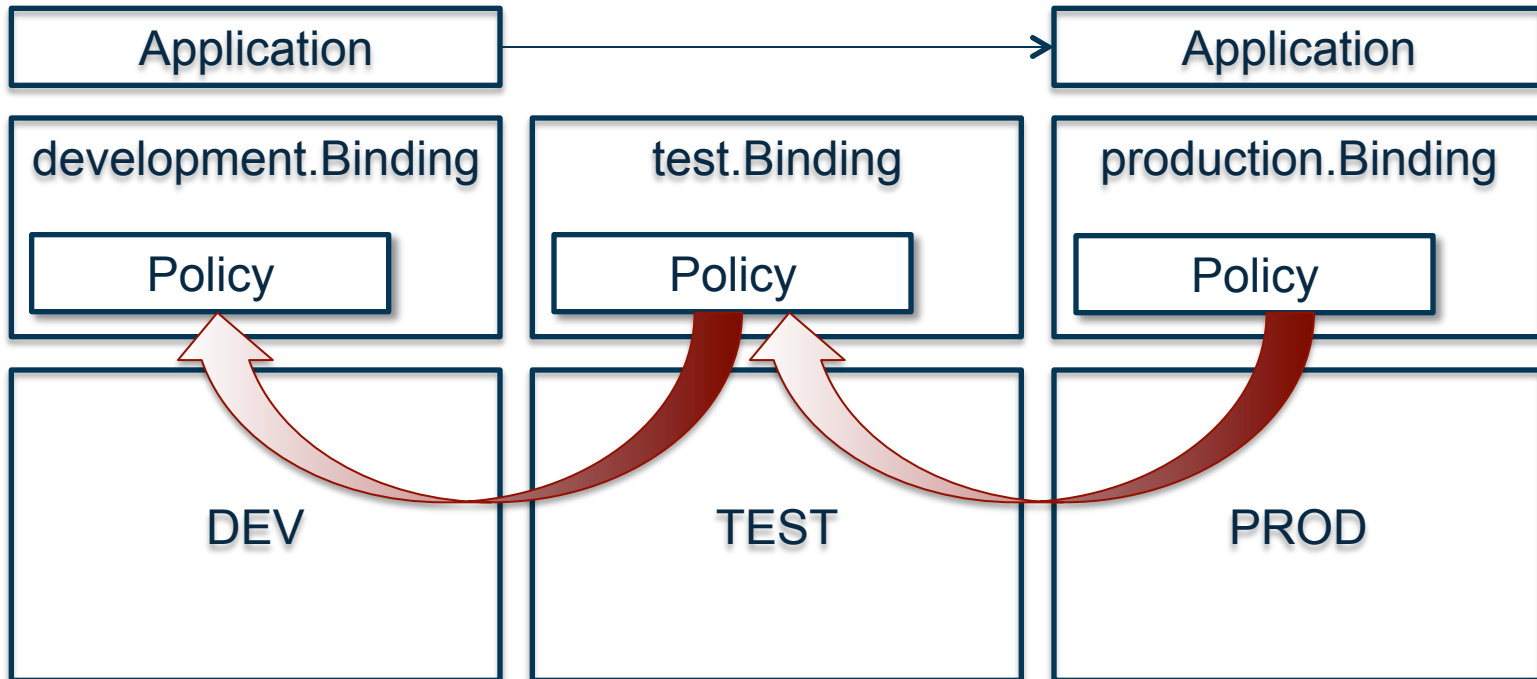 Application
Application
development.Binding
test.Binding
production.Binding
Policy
Policy
Policy
DEV
TEST
PROD